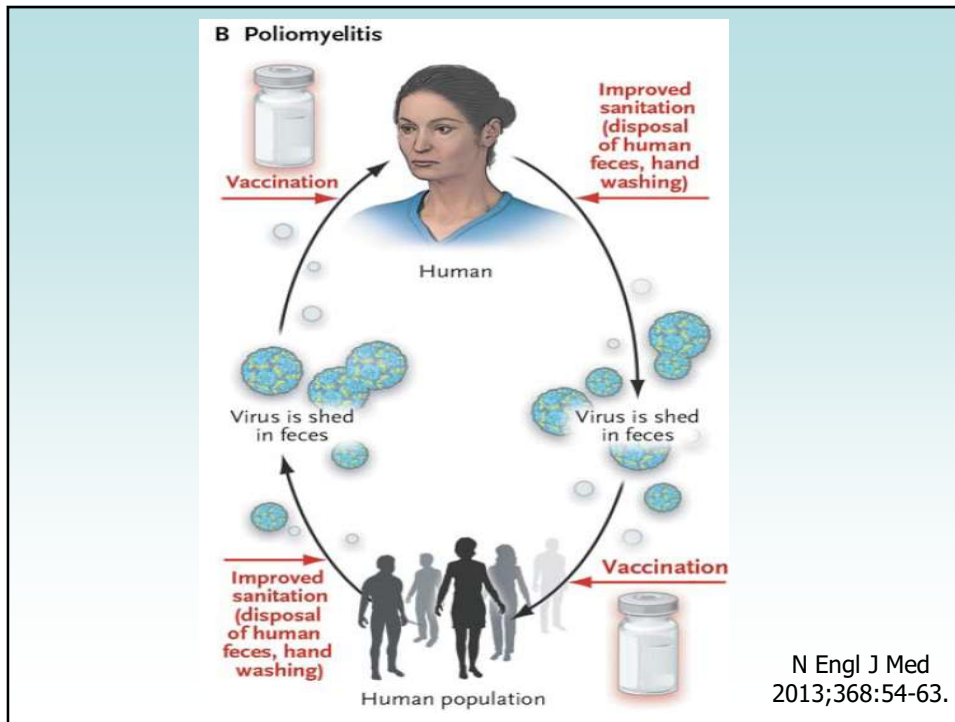 B Poliomyelitis
Improved
sanitation
(disposal
of human
feces, hand
washing)
Vaccination
Human
Virus is shed
in feces
Virus is shed
in feces
Improved
sanitation
(disposal
of human
feces, hand
washing)
Vaccination
Human population
N Engl J Med
2013;368:54-63.